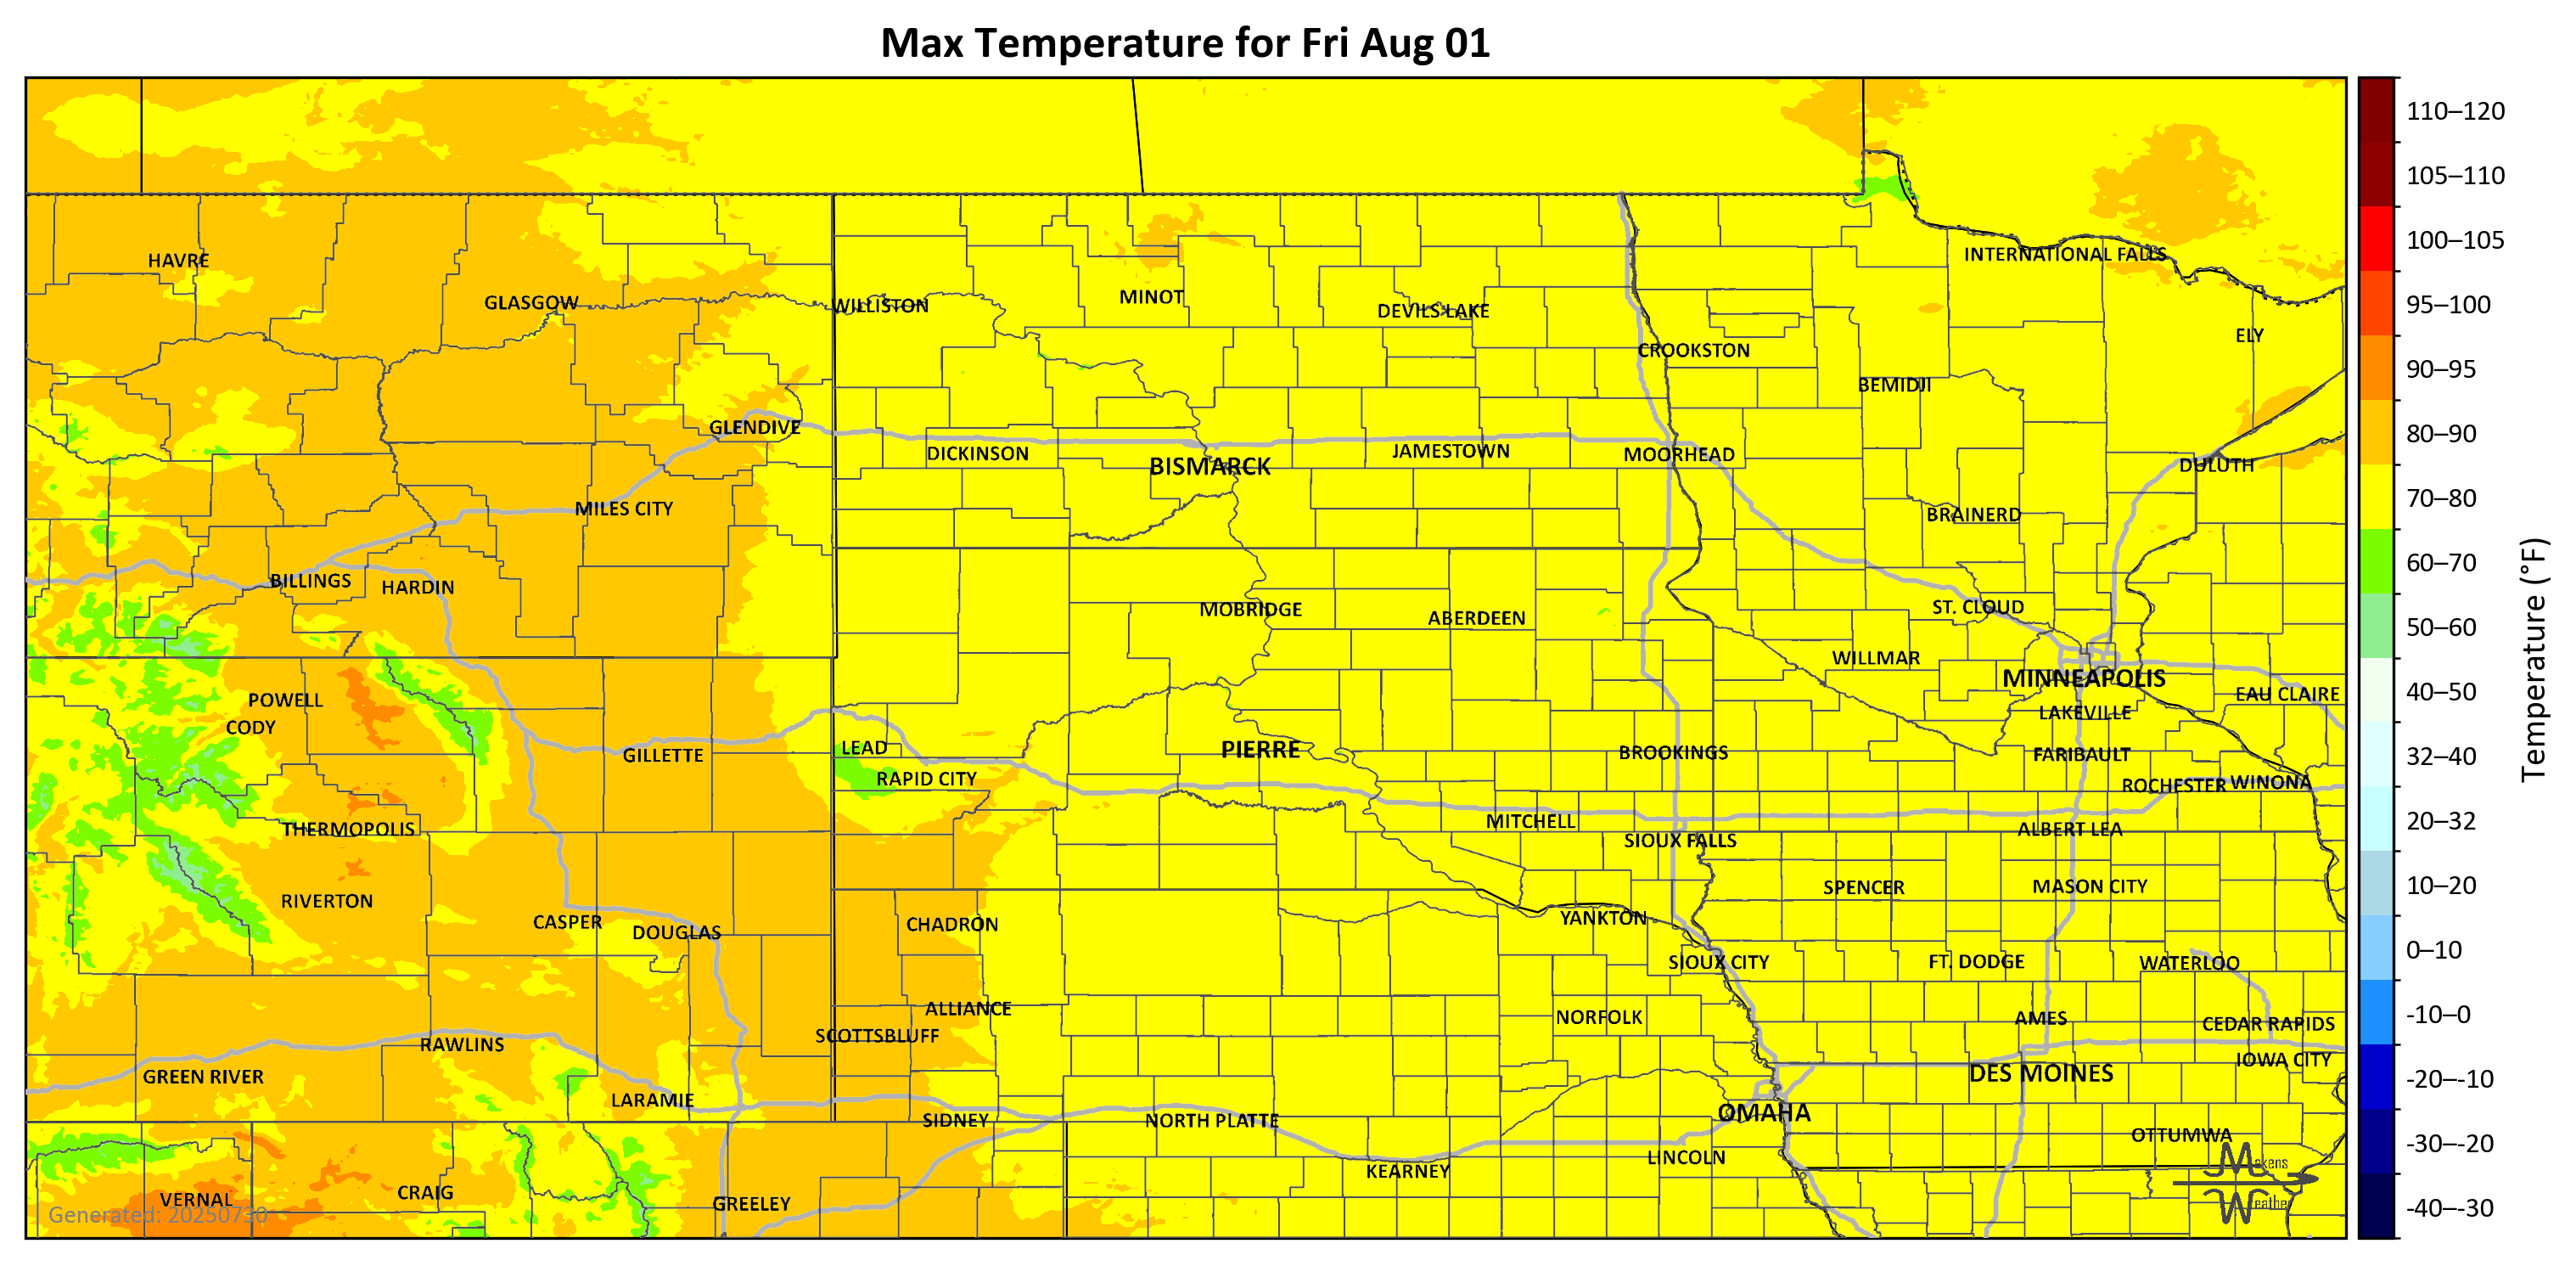 Max Temperature for Fri Aug 01
110–120
105–110
100–105
95–100
90–95
80–90
70–80
60–70
50–60
40–50
32–40
20–32
10–20
0–10
-10–0
-20–-10
-30–-20
-40–-30
Temperature (°F)
HAVRE
GLASGOW
WILLISTON
MINOT
DEVILS LAKE
INTERNATIONAL FALLS
ELY
CROOKSTON
BEMIDJI
GLENDIVE
DICKINSON
BISMARCK
JAMESTOWN
MOORHEAD
DULUTH
MILES CITY
BRAINERD
BILLINGS
HARDIN
MOBRIDGE
ABERDEEN
ST. CLOUD
WILLMAR
MINNEAPOLIS
EAU CLAIRE
POWELL
CODY
LAKEVILLE
GILLETTE
LEAD
PIERRE
BROOKINGS
FARIBAULT
RAPID CITY
ROCHESTER
WINONA
THERMOPOLIS
MITCHELL
SIOUX FALLS
ALBERT LEA
RIVERTON
SPENCER
MASON CITY
CASPER
DOUGLAS
CHADRON
YANKTON
SIOUX CITY
FT. DODGE
WATERLOO
ALLIANCE
NORFOLK
AMES
CEDAR RAPIDS
SCOTTSBLUFF
RAWLINS
IOWA CITY
GREEN RIVER
DES MOINES
LARAMIE
SIDNEY
NORTH PLATTE
OMAHA
OTTUMWA
LINCOLN
KEARNEY
VERNAL
CRAIG
GREELEY
Generated: 20250730
Makens
Weather